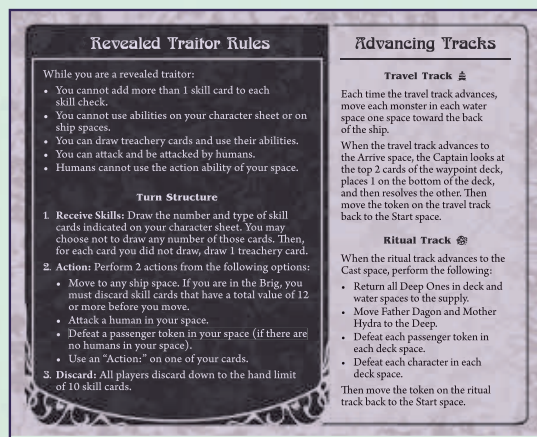 Revealed Traitor Rules
While you are a revealed traitor:
• You cannot add more than 1 skill card to each
skill check.
• You cannot use abilities on your character sheet or on
ship spaces.
• You can draw treachery cards and use their abilities.
• You can attack and be attacked by humans.
• Humans cannot use the action ability of your space.
Turn Structure
1. Receive Skills: Draw the number and type of skill
cards indicated on your character sheet. You may
choose not to draw any number of those cards. Then,
for each card you did not draw, draw 1 treachery card.
2. Action: Perform 2 actions from the following options:
• Move to any ship space. If you are in the Brig, you
must discard skill cards that have a total value of 12
or more before you move.
• Attack a human in your space.
• Defeat a passenger token in your space (if there are
no humans in your space).
• Use an “Action:” on one of your cards.
3. Discard: All players discard down to the hand limit
of 10 skill cards.
Advancing Tracks
Travel Track
Each time the travel track advances,
move each monster in each water
space one space toward the back
of the ship.
When the travel track advances to
the Arrive space, the Captain looks at
the top 2 cards of the waypoint deck,
places 1 on the bottom of the deck,
and then resolves the other. Then
move the token on the travel track
back to the Start space.
Ritual Track
When the ritual track advances to the
Cast space, perform the following:
• Return all Deep Ones in deck and
water spaces to the supply.
• Move Father Dagon and Mother
Hydra to the Deep.
• Defeat each passenger token in
each deck space.
• Defeat each character in each
deck space.
Then move the token on the ritual
track back to the Start space.